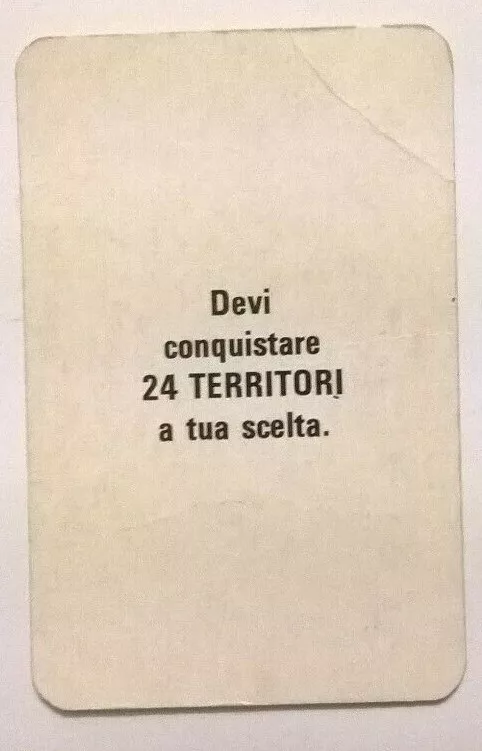 Devi
conquistare
24 TERRITORI
a tua scelta.